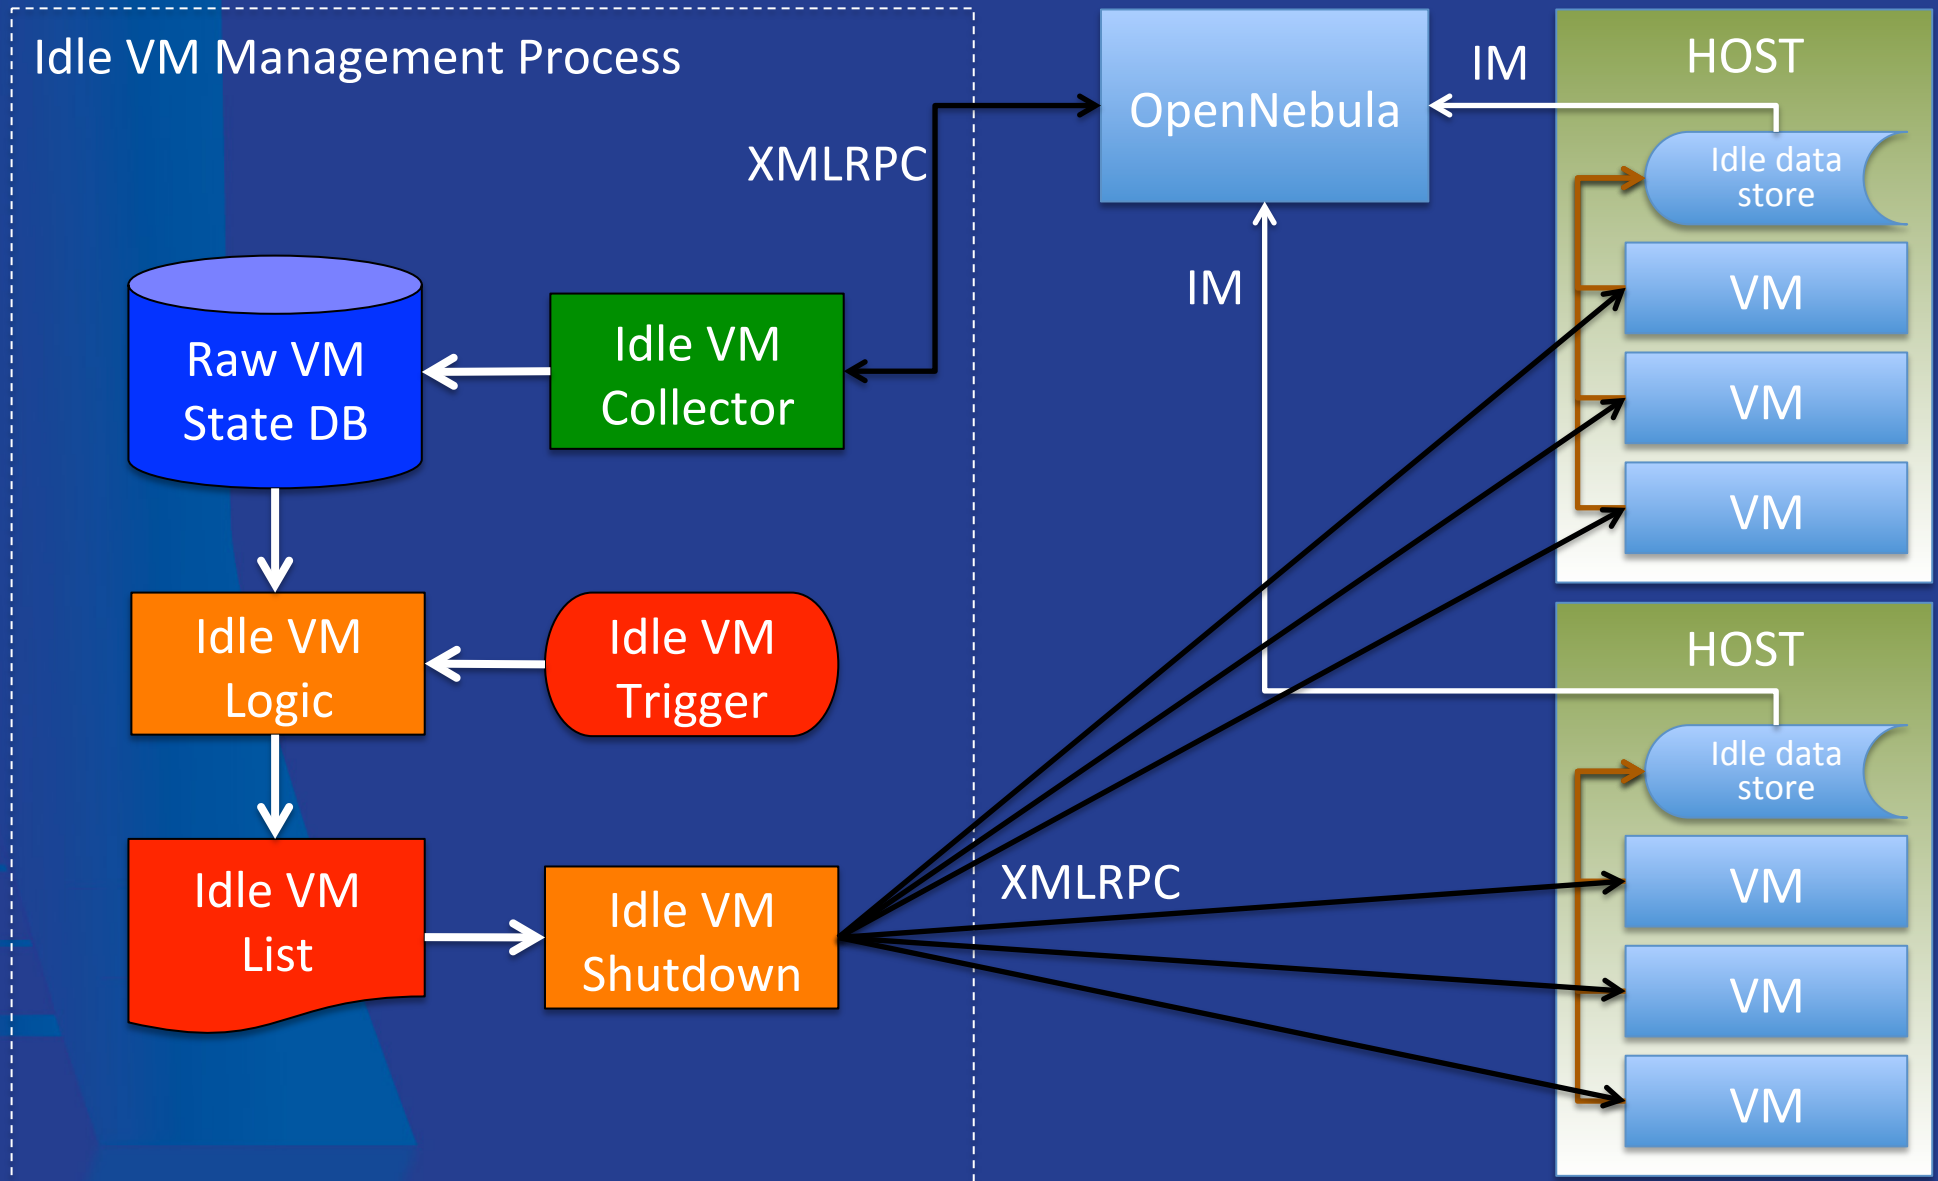 Idle VM Management Process
XMLRPC
OpenNebula
IM
HOST
Idle data
store
VM
VM
VM
IM
Raw VM
State DB
Idle VM
Collector
Idle VM
Logic
Idle VM
Trigger
Idle VM
List
Idle VM
Shutdown
XMLRPC
HOST
Idle data
store
VM
VM
VM